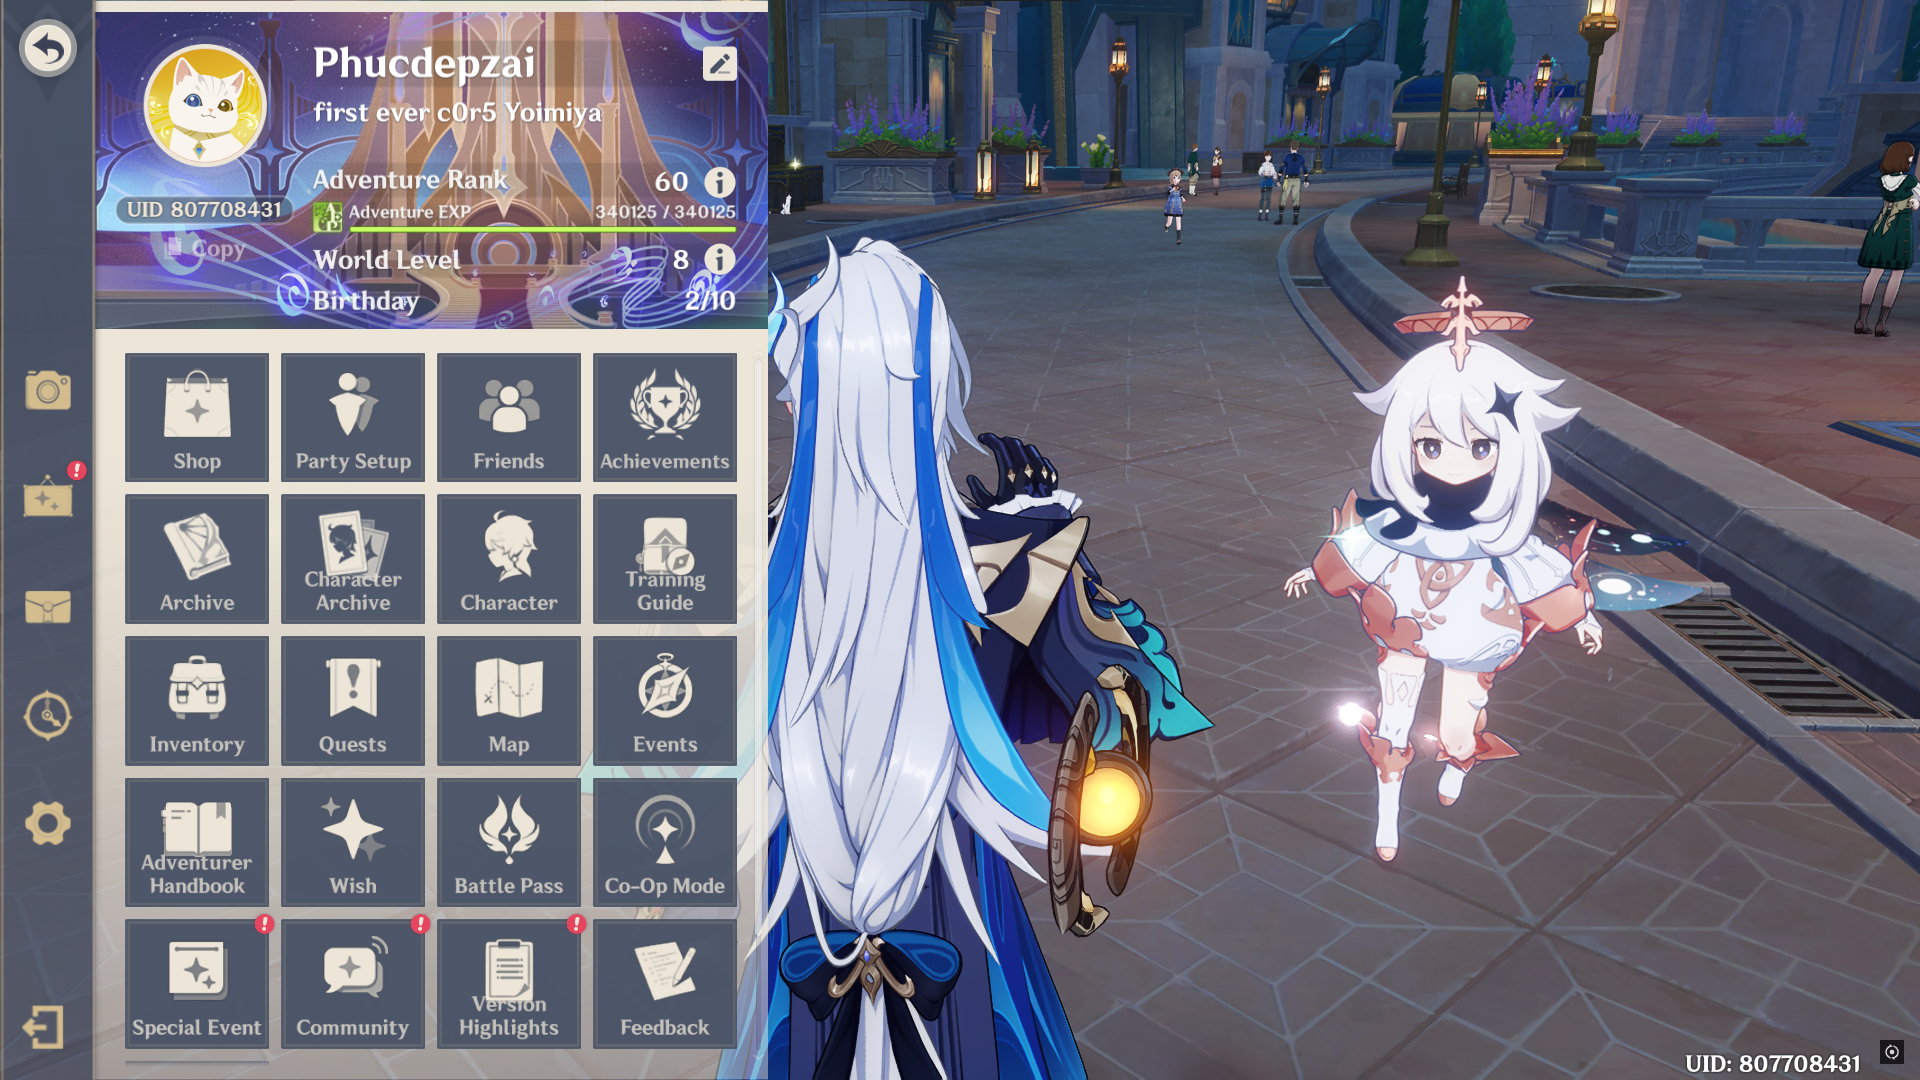 Phucdepzai
first ever c0r5 Yoimiya
Adventure Rank 60
UID 807708431
Adventure EXP 340125 / 340125
Copy
World Level 8
Birthday 2/10
Shop
Party Setup
Friends
Achievements
Archive
Character
Archive
Character
Training
Guide
Inventory
Quests
Map
Events
Adventurer
Handbook
Wish
Battle Pass
Co-Op Mode
Special Event
Community
Version
Highlights
Feedback
UID: 807708431